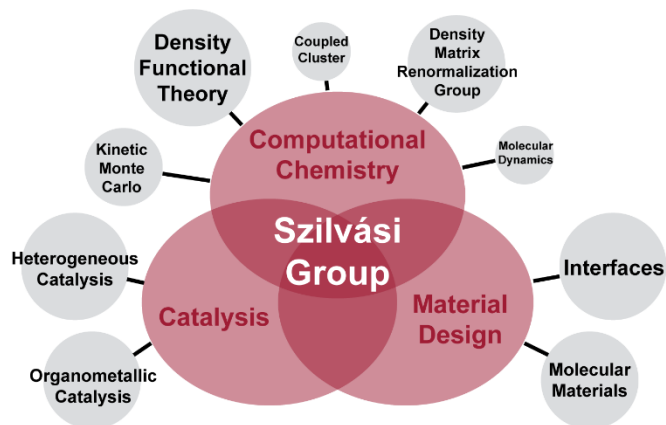 Density
Functional
Theory
Coupled
Cluster
Density
Matrix
Renormalization
Group
Kinetic
Monte
Carlo
Computational
Chemistry
Molecular
Dynamics
Szilvási
Group
Heterogeneous
Catalysis
Catalysis
Material
Design
Interfaces
Organometallic
Catalysis
Molecular
Materials